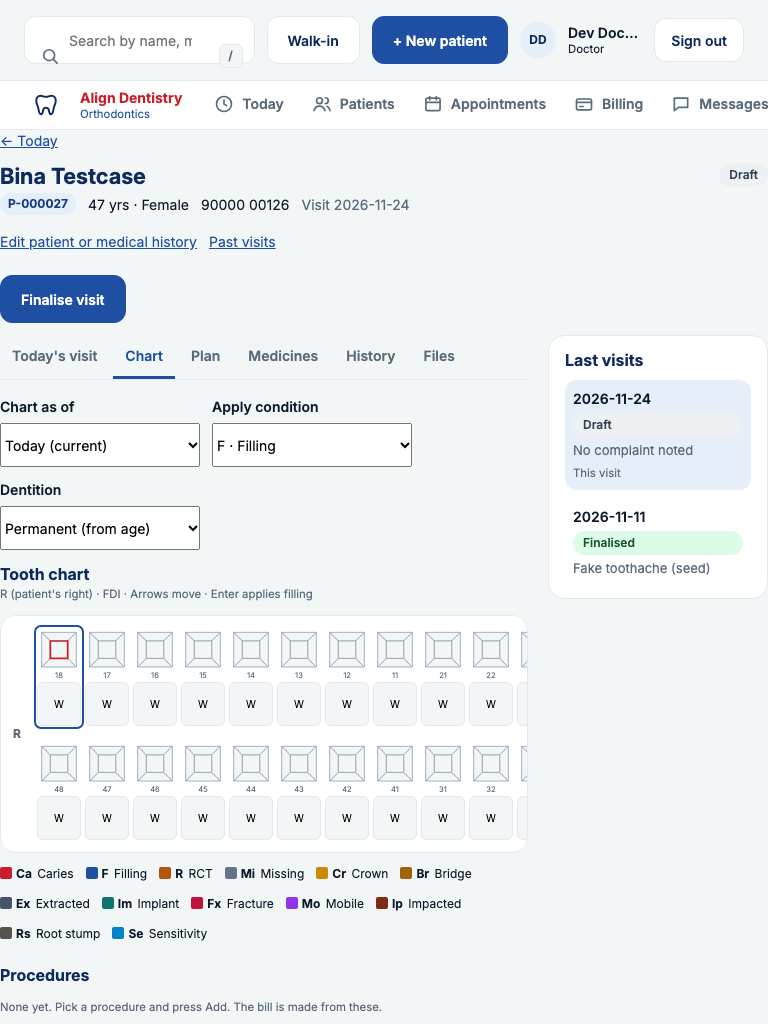 Search by name, m
/
Walk-in
+ New patient
DD
Dev Doc...
Doctor
Sign out
Align Dentistry
Orthodontics
Today
Patients
Appointments
Billing
Messages
← Today
Bina Testcase
Draft
P-000027 47 yrs · Female 90000 00126 Visit 2026-11-24
Edit patient or medical history Past visits
Finalise visit
Today's visit Chart Plan Medicines History Files
Chart as of Apply condition
Today (current) F · Filling
Dentition
Permanent (from age)
Tooth chart
R (patient's right) · FDI · Arrows move · Enter applies filling
18 17 16 15 14 13 12 11 21 22
W W W W W W W W W W
R
48 47 46 45 44 43 42 41 31 32
W W W W W W W W W W
Ca Caries F Filling R RCT Mi Missing Cr Crown Br Bridge
Ex Extracted Im Implant Fx Fracture Mo Mobile Ip Impacted
Rs Root stump Se Sensitivity
Procedures
None yet. Pick a procedure and press Add. The bill is made from these.
Last visits
2026-11-24
Draft
No complaint noted
This visit
2026-11-11
Finalised
Fake toothache (seed)